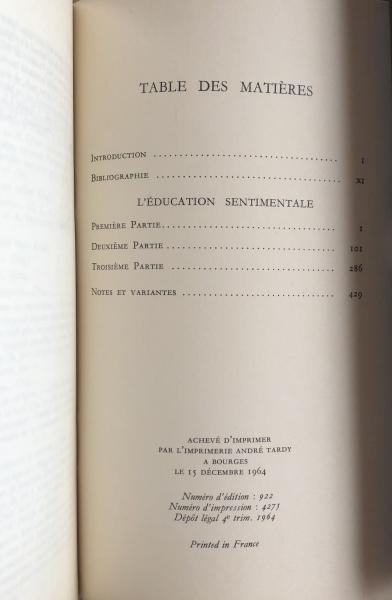 TABLE DES MATIÈRES
INTRODUCTION .................................. I
BIBLIOGRAPHIE .................................. XI
L'ÉDUCATION SENTIMENTALE
PREMIÈRE PARTIE.................................. 1
DEUXIÈME PARTIE .................................. 101
TROISIÈME PARTIE .................................. 286
NOTES ET VARIANTES .................................. 429
ACHEVÉ D'IMPRIMER
PAR L'IMPRIMERIE ANDRÉ TARDY
A BOURGES
LE 15 DÉCEMBRE 1964
Numéro d'édition : 922
Numéro d'impression : 4275
Dépôt légal 4e trim. 1964
Printed in France